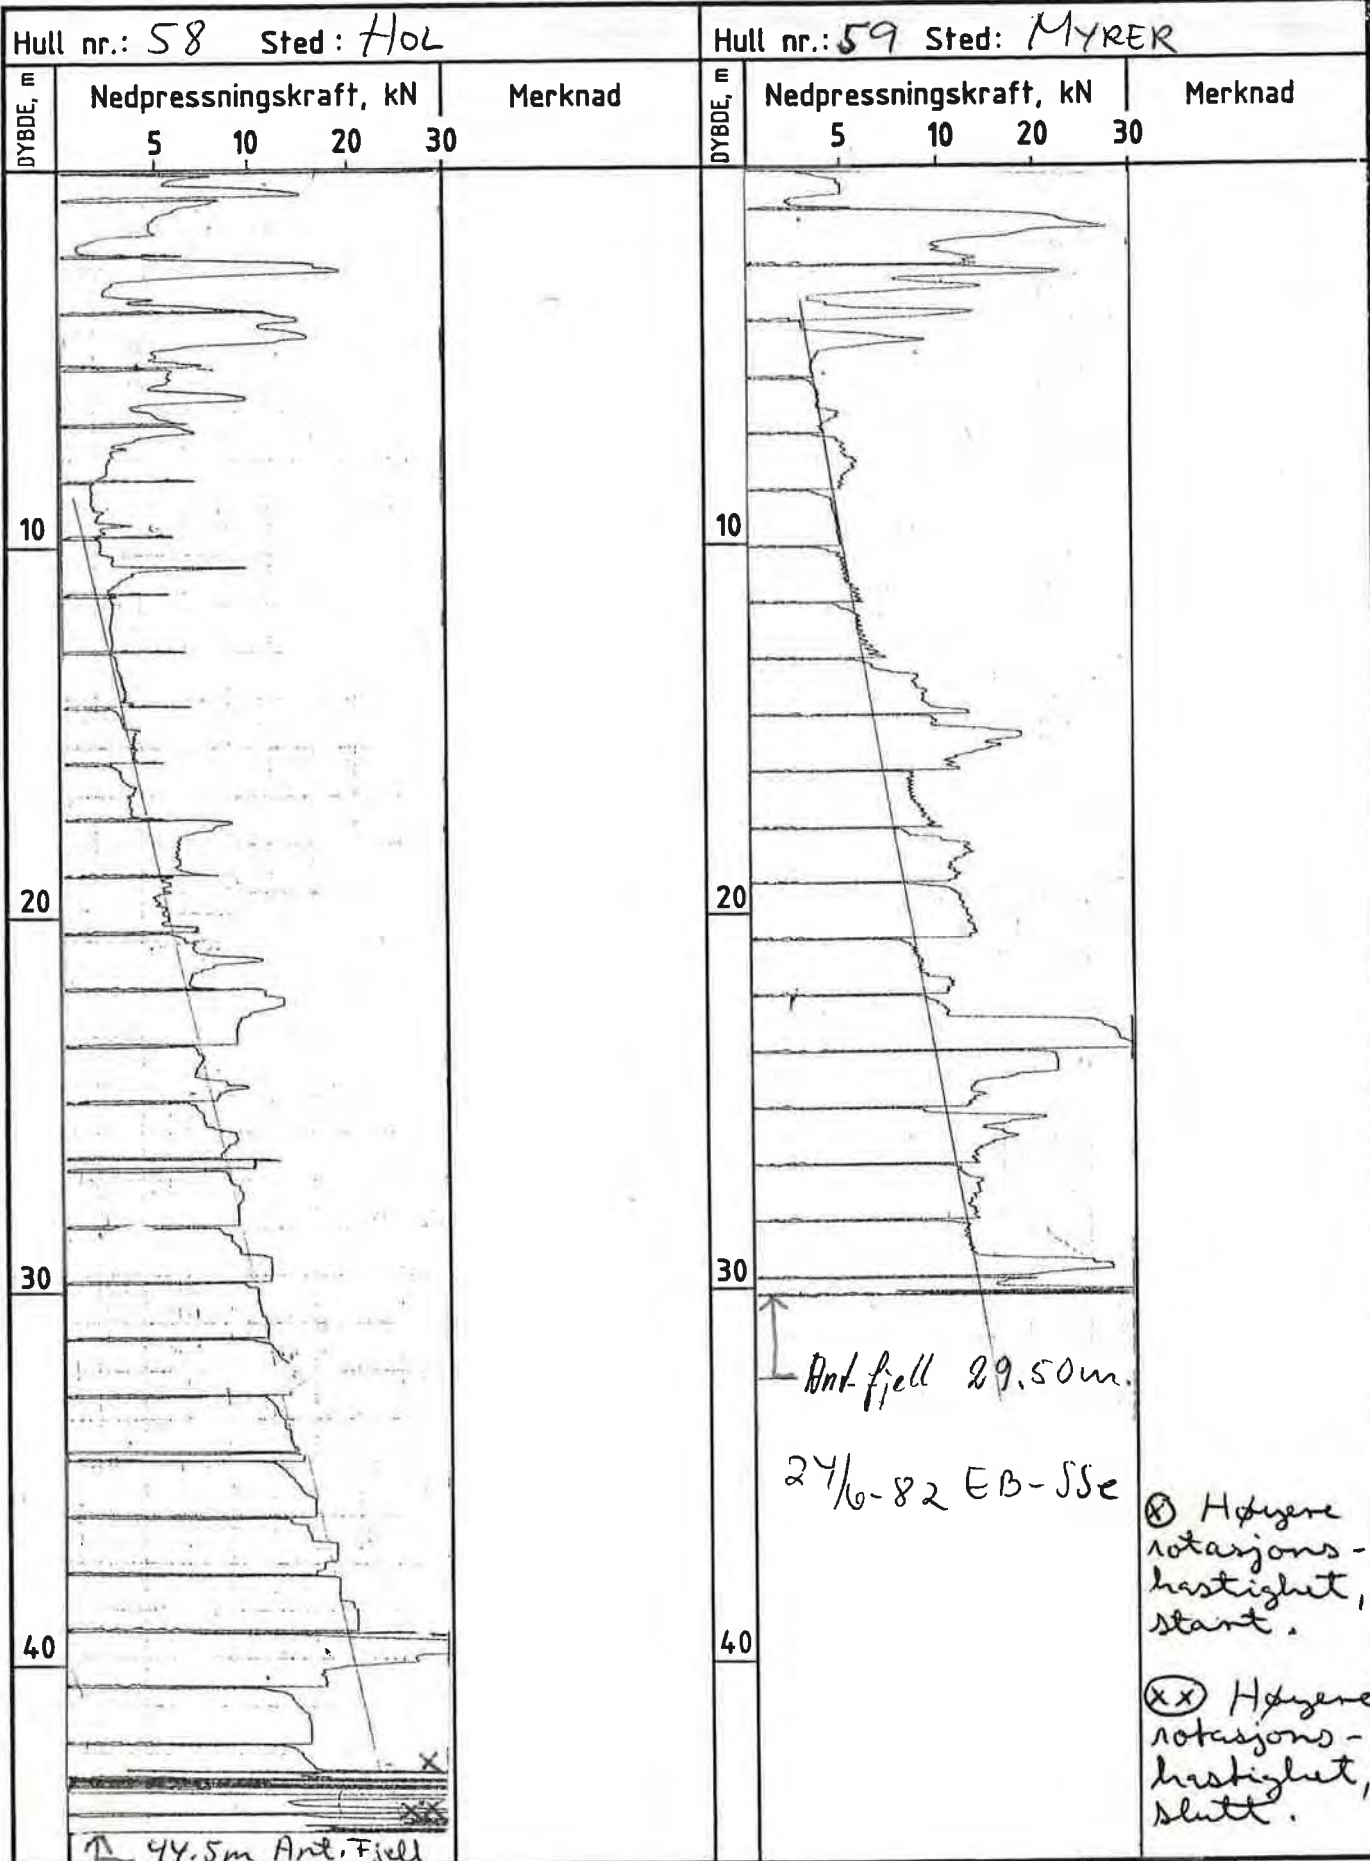 Hull nr.: 58 Sted: HOL
DYBDE, m
Nedpressningskraft, kN
Merknad
5 10 20 30
10
20
30
40
x
xx
44.5m Ant. Fjell
Hull nr.: 59 Sted: MYRER
DYBDE, m
Nedpressningskraft, kN
Merknad
5 10 20 30
10
20
30
40
Ant. fjell 29.50m.
24/6-82 EB-SSe
x Høyere
rotasjons-
hastighet,
start.
xx Høyere
rotasjons-
hastighet,
slutt.